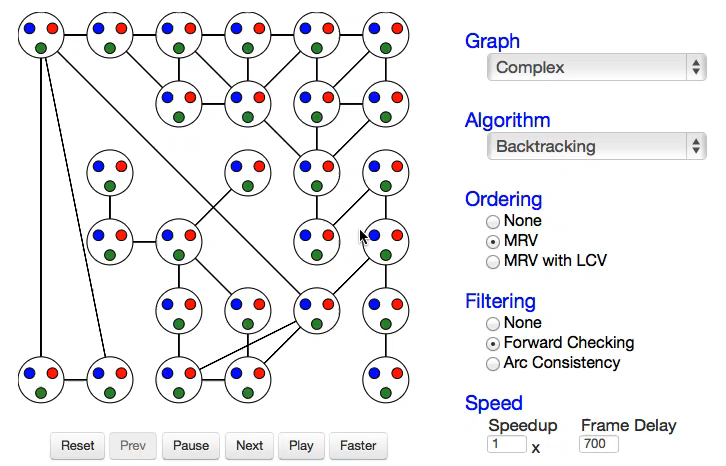 Graph
Complex
Algorithm
Backtracking
Ordering
None
MRV
MRV with LCV
Filtering
None
Forward Checking
Arc Consistency
Speed
Speedup Frame Delay
1 x 700
Reset Prev Pause Next Play Faster